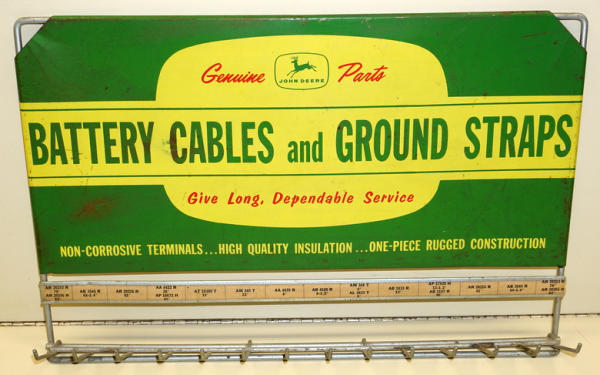 Genuine JOHN DEERE Parts
BATTERY CABLES and GROUND STRAPS
Give Long, Dependable Service
NON-CORROSIVE TERMINALS...HIGH QUALITY INSULATION...ONE-PIECE RUGGED CONSTRUCTION